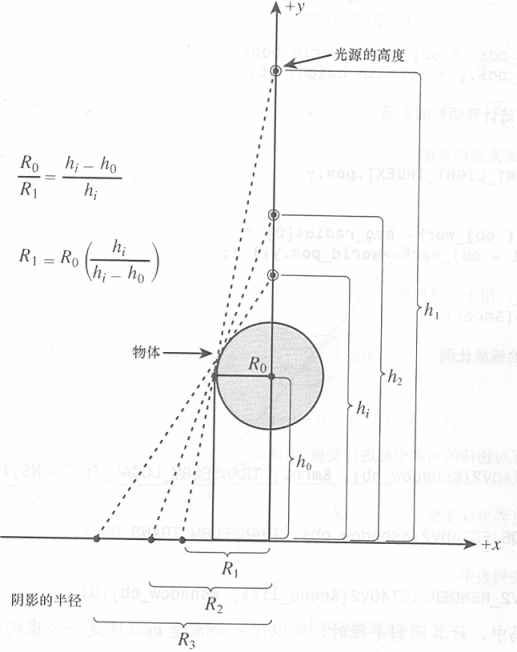 +y
光源的高度
R₀/R₁ = (hᵢ – h₀)/hᵢ
R₁ = R₀ (hᵢ/(hᵢ – h₀))
h₁
物体
R₀
h₂
hᵢ
h₀
+x
R₁
阴影的半径
R₂
R₃